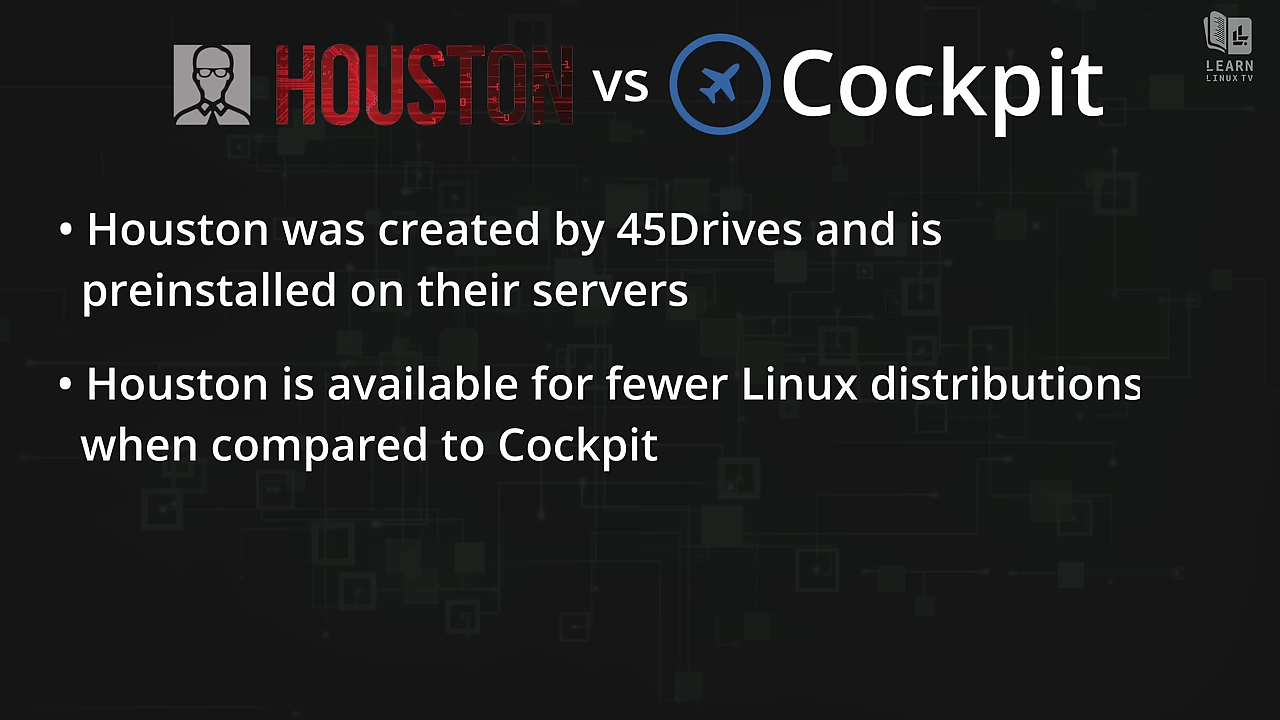 HOUSTON vs Cockpit
LEARN
LINUX TV
• Houston was created by 45Drives and is
preinstalled on their servers
• Houston is available for fewer Linux distributions
when compared to Cockpit